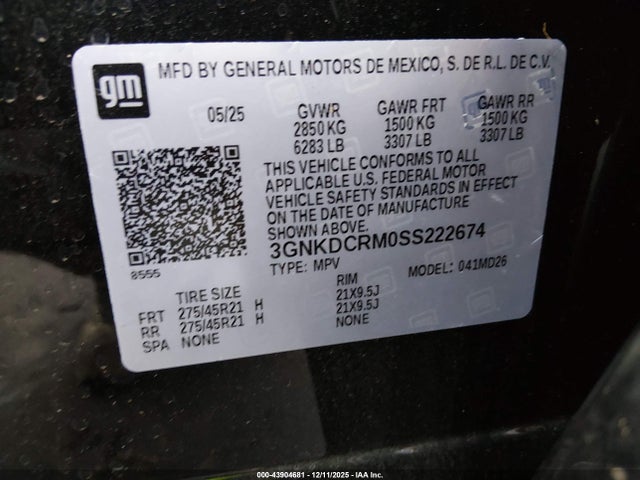 gm
MFD BY GENERAL MOTORS DE MEXICO, S. DE R.L. DE C.V.
05/25 GVWR GAWR FRT GAWR RR
2850 KG 1500 KG 1500 KG
6283 LB 3307 LB 3307 LB
THIS VEHICLE CONFORMS TO ALL
APPLICABLE U.S. FEDERAL MOTOR
VEHICLE SAFETY STANDARDS IN EFFECT
ON THE DATE OF MANUFACTURE
SHOWN ABOVE.
3GNKDCRM0SS222674
8555 TYPE: MPV MODEL: 041MD26
TIRE SIZE RIM
FRT 275/45R21 H 21X9.5J
RR 275/45R21 H 21X9.5J
SPA NONE NONE
000-43904681 - 12/11/2025 - IAA Inc.